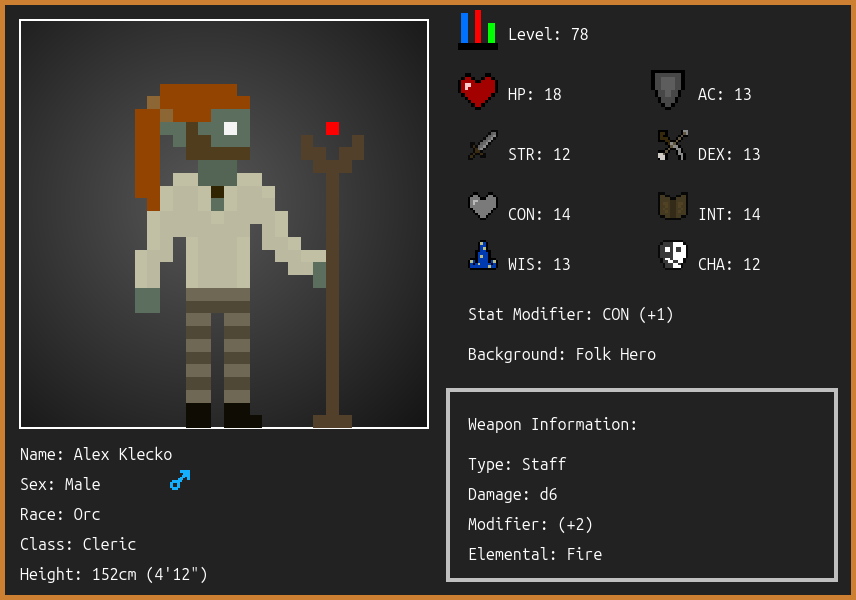 Level: 78
HP: 18
AC: 13
STR: 12
DEX: 13
CON: 14
INT: 14
WIS: 13
CHA: 12
Stat Modifier: CON (+1)
Background: Folk Hero
Weapon Information:
Type: Staff
Damage: d6
Modifier: (+2)
Elemental: Fire
Name: Alex Klecko
Sex: Male
Race: Orc
Class: Cleric
Height: 152cm (4'12")